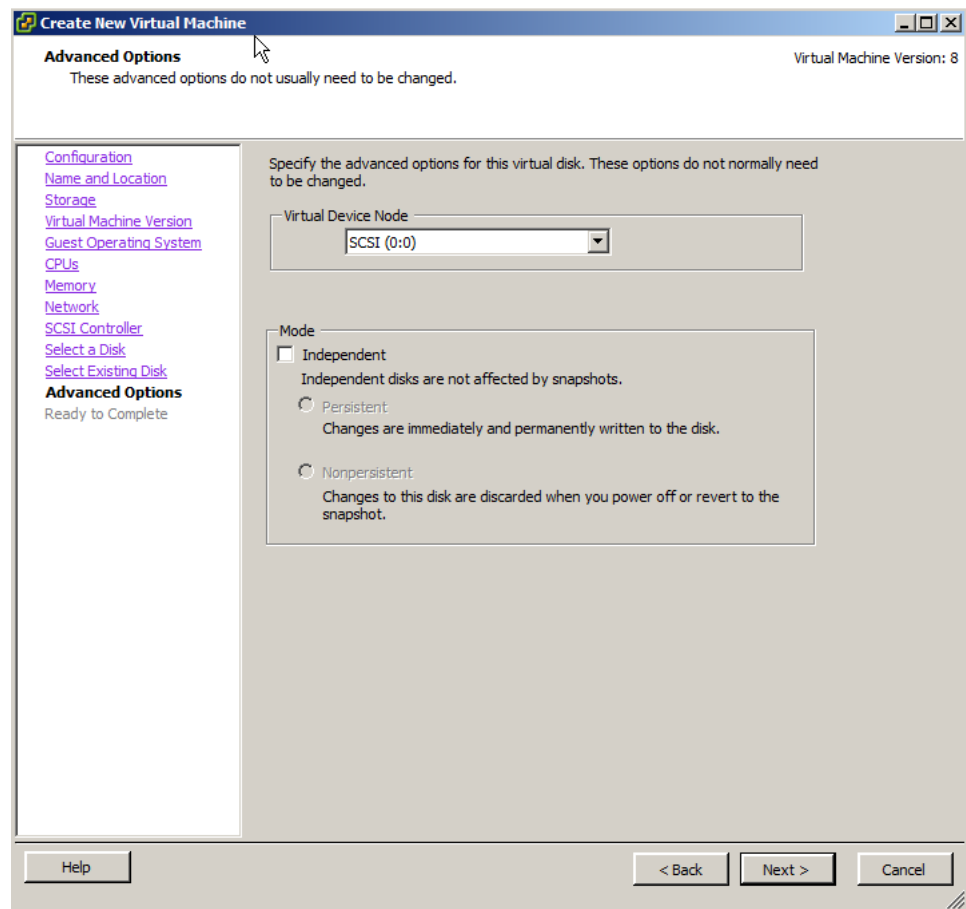 Create New Virtual Machine
Advanced Options
These advanced options do not usually need to be changed.
Virtual Machine Version: 8
Configuration
Name and Location
Storage
Virtual Machine Version
Guest Operating System
CPUs
Memory
Network
SCSI Controller
Select a Disk
Select Existing Disk
Advanced Options
Ready to Complete
Specify the advanced options for this virtual disk. These options do not normally need
to be changed.
Virtual Device Node
SCSI (0:0)
Mode
Independent
Independent disks are not affected by snapshots.
Persistent
Changes are immediately and permanently written to the disk.
Nonpersistent
Changes to this disk are discarded when you power off or revert to the
snapshot.
Help
< Back
Next >
Cancel